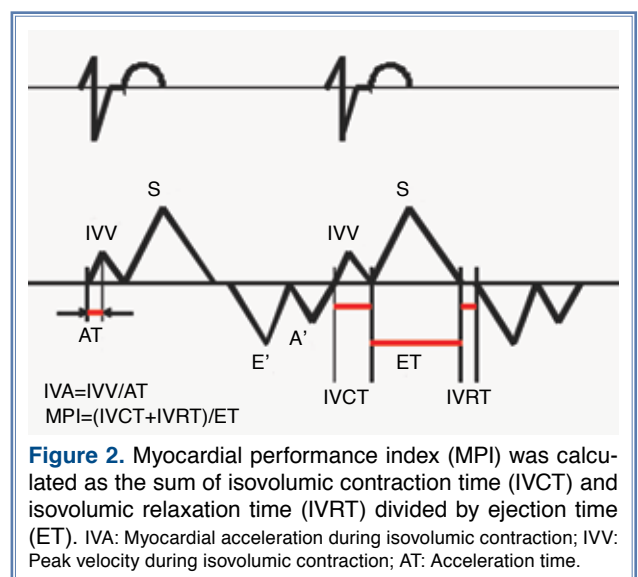 S S
IVV IVV
AT
E' A' ET
IVCT IVRT
IVA=IVV/AT
MPI=(IVCT+IVRT)/ET
Figure 2. Myocardial performance index (MPI) was calcu-
lated as the sum of isovolumic contraction time (IVCT) and
isovolumic relaxation time (IVRT) divided by ejection time
(ET). IVA: Myocardial acceleration during isovolumic contraction; IVV:
Peak velocity during isovolumic contraction; AT: Acceleration time.